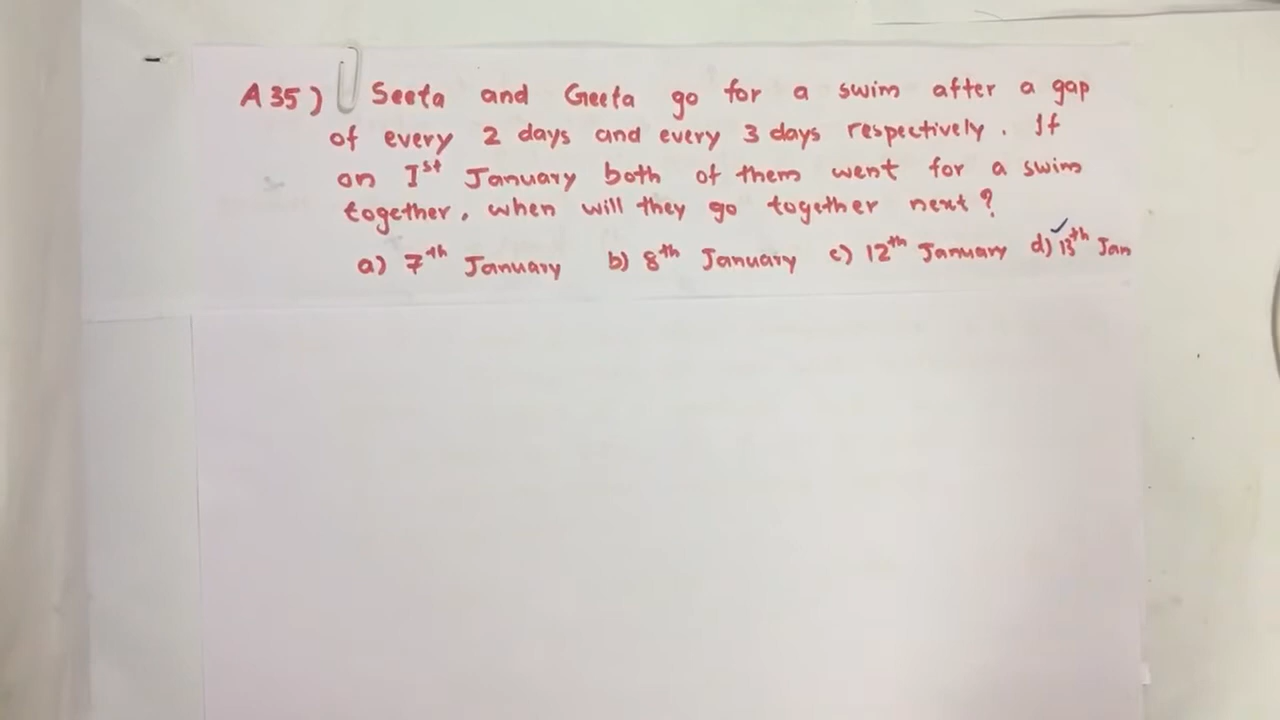 A35) Seeta and Geeta go for a swim after a gap
of every 2 days and every 3 days respectively. If
on Ist January both of them went for a swim
together, when will they go together next?
a) 7th January b) 8th January c) 12th January d) 13th Jan